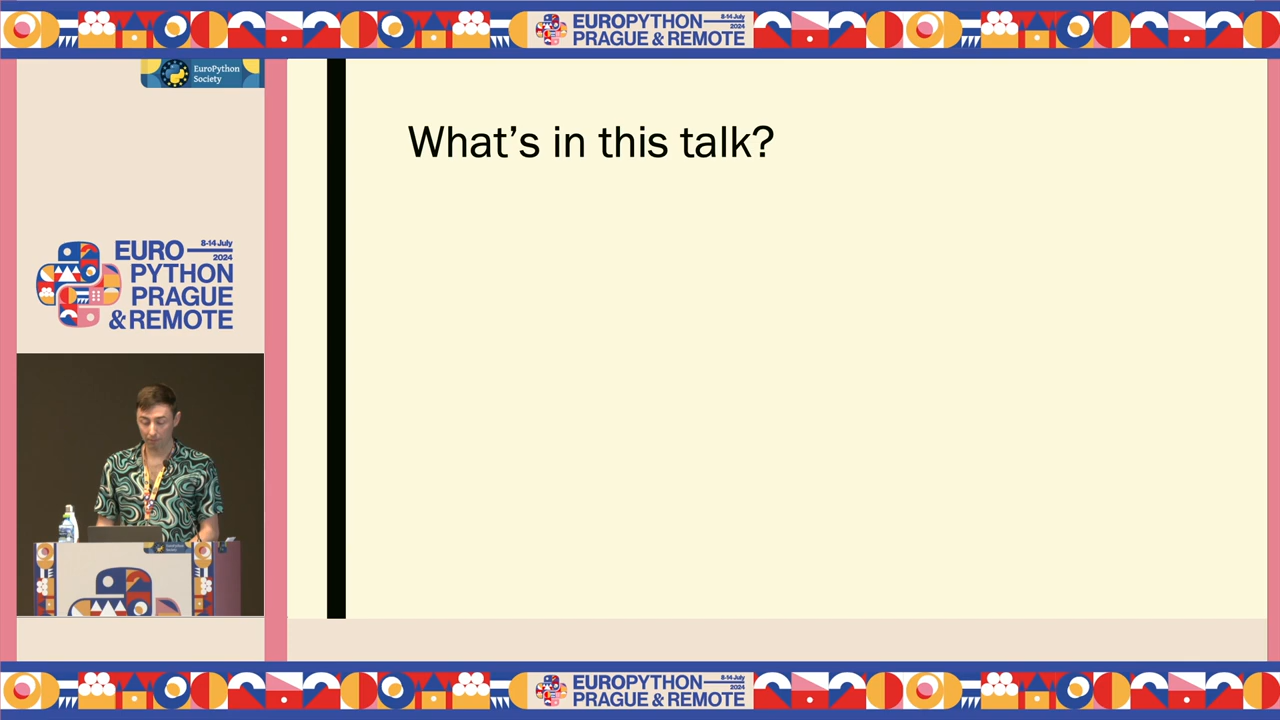 EUROPYTHON
8-14 July
2024
PRAGUE & REMOTE
EuroPython
Society
What's in this talk?
EURO
8-14 July
2024
PYTHON
PRAGUE
& REMOTE
EUROPYTHON
8-14 July
2024
PRAGUE & REMOTE